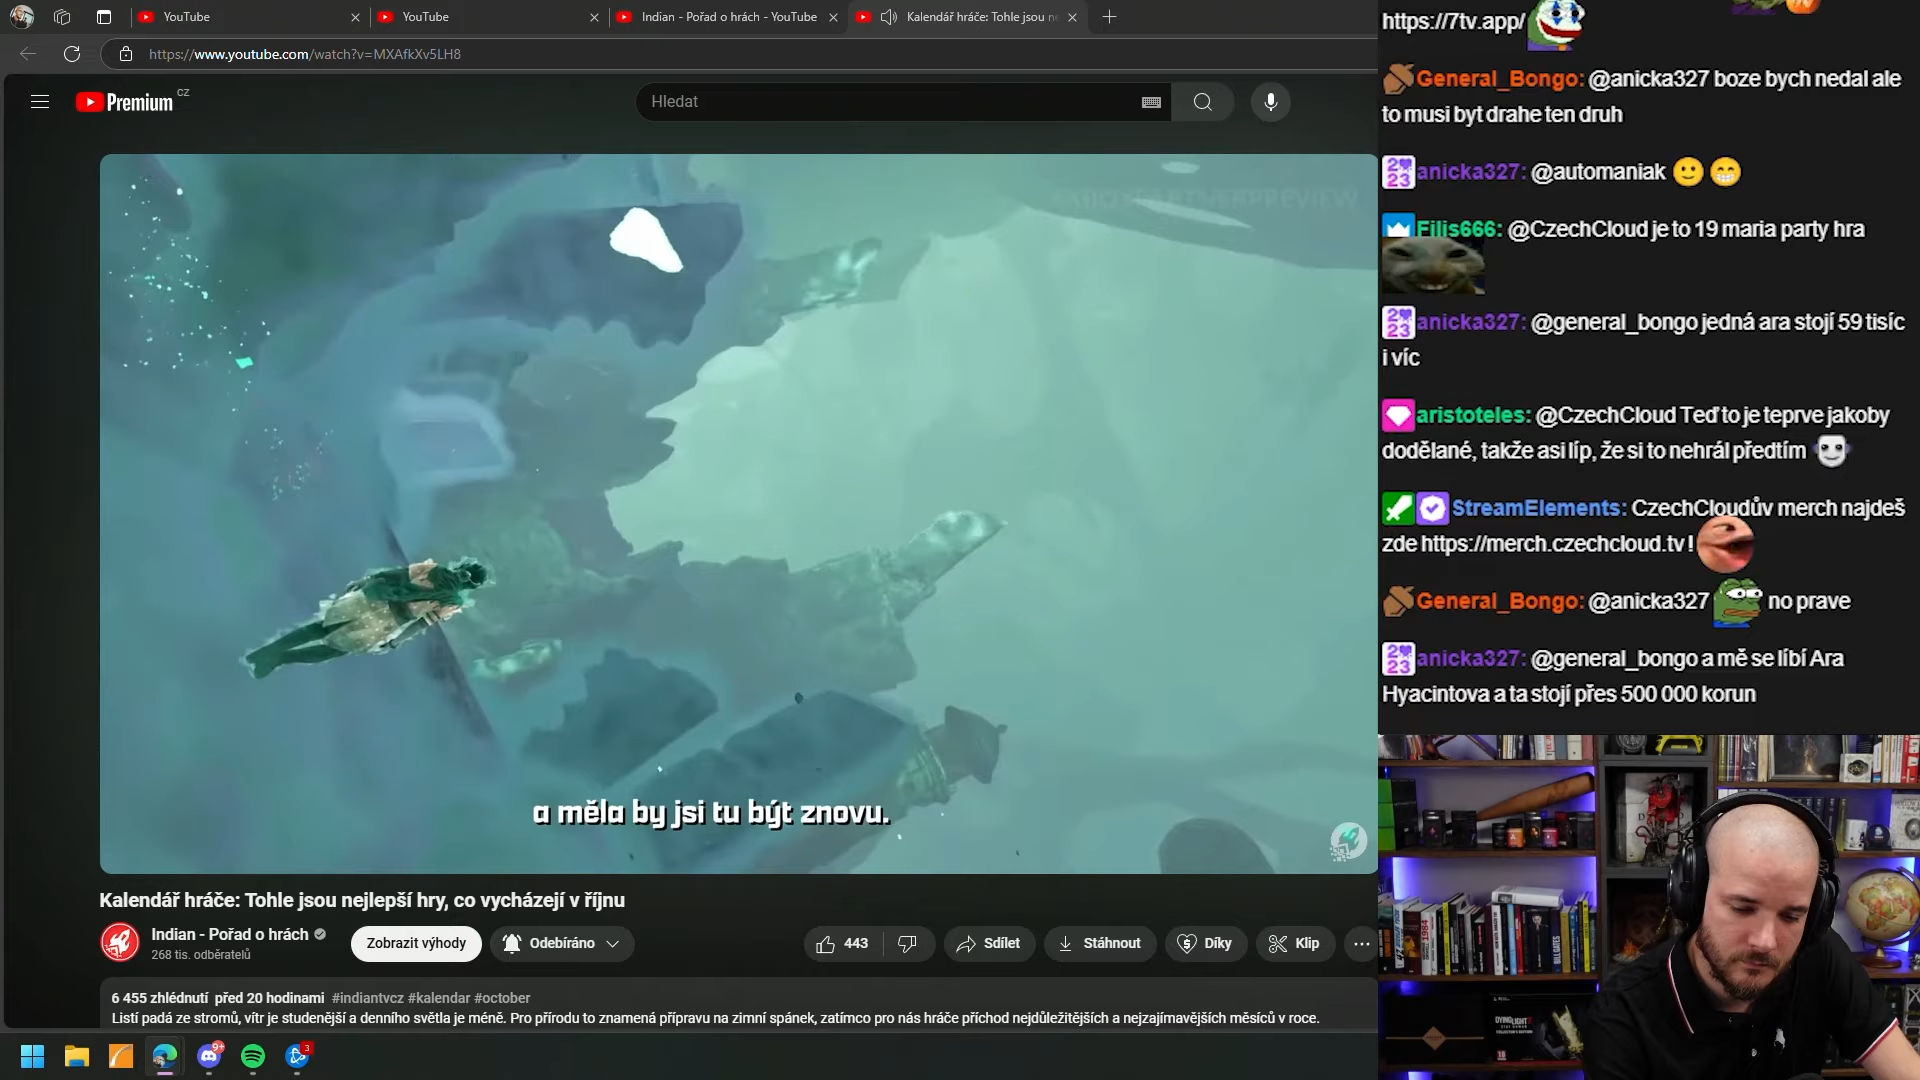 YouTube
YouTube
Indian - Pořad o hrách - YouTube
Kalendář hráče: Tohle jsou n
https://www.youtube.com/watch?v=MXAfkXv5LH8
Premium CZ
Hledat
a měla by jsi tu být znovu.
Kalendář hráče: Tohle jsou nejlepší hry, co vycházejí v říjnu
Indian - Pořad o hrách
268 tis. odběratelů
Zobrazit výhody
Odebíráno
443
Sdílet
Stáhnout
Díky
Klip
6 455 zhlédnutí před 20 hodinami #indiantvcz #kalendar #october
Listí padá ze stromů, vítr je studenější a denního světla je méně. Pro přírodu to znamená přípravu na zimní spánek, zatímco pro nás hráče příchod nejdůležitějších a nejzajímavějších měsíců v roce.
9+
3
https://7tv.app/
General_Bongo: @anicka327 boze bych nedal ale
to musi byt drahe ten druh
anicka327: @automaniak
Filis666: @CzechCloud je to 19 maria party hra
anicka327: @general_bongo jedná ara stojí 59 tisíc
i víc
aristoteles: @CzechCloud Teď to je teprve jakoby
dodělané, takže asi líp, že si to nehrál předtím
StreamElements: CzechCloudův merch najdeš
zde https://merch.czechcloud.tv !
General_Bongo: @anicka327 no prave
anicka327: @general_bongo a mě se líbí Ara
Hyacintova a ta stojí přes 500 000 korun